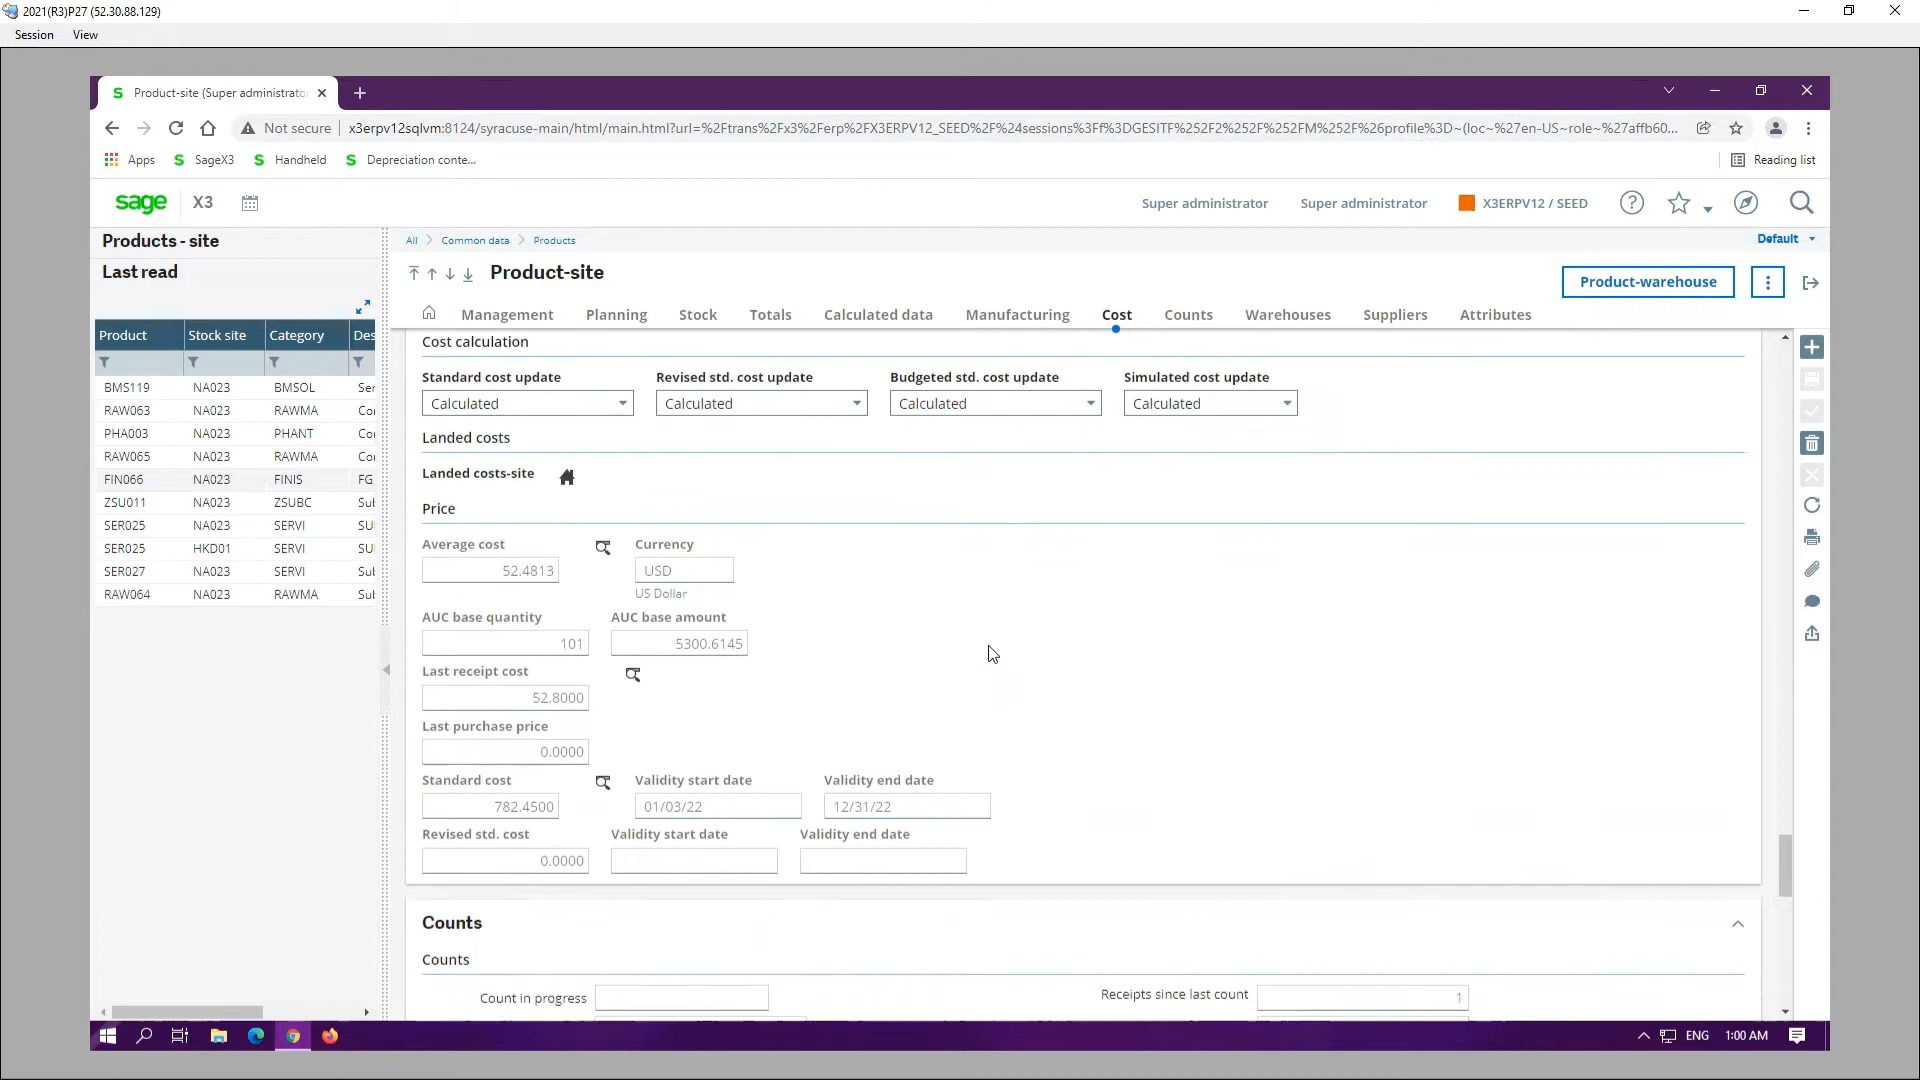 2021(R3)P27 (52.30.88.129)
Session View
Product-site (Super administrato
Not secure x3erpv12sqlvm:8124/syracuse-main/html/main.html?url=%2Ftrans%2Fx3%2Ferp%2FX3ERPV12_SEED%2F%24sessions%3Ff%3DGESITF%252F2%252F%252FM%252F%26profile%3D~(loc~%27en-US~role~%27affb60...
Apps SageX3 Handheld Depreciation conte... Reading list
sage X3 Super administrator Super administrator X3ERPV12 / SEED
Products - site
All Common data Products Default
Last read
Product-site Product-warehouse
Management Planning Stock Totals Calculated data Manufacturing Cost Counts Warehouses Suppliers Attributes
Product Stock site Category Des
BMS119 NA023 BMSOL Ser
RAW063 NA023 RAWMA Co
PHA003 NA023 PHANT Co
RAW065 NA023 RAWMA Co
FIN066 NA023 FINIS FG
ZSU011 NA023 ZSUBC Sul
SER025 NA023 SERVI SU
SER025 HKD01 SERVI SU
SER027 NA023 SERVI Sul
RAW064 NA023 RAWMA Sul
Cost calculation
Standard cost update Revised std. cost update Budgeted std. cost update Simulated cost update
Calculated Calculated Calculated Calculated
Landed costs
Landed costs-site
Price
Average cost Currency
52.4813 USD
US Dollar
AUC base quantity AUC base amount
101 5300.6145
Last receipt cost
52.8000
Last purchase price
0.0000
Standard cost Validity start date Validity end date
782.4500 01/03/22 12/31/22
Revised std. cost Validity start date Validity end date
0.0000
Counts
Counts
Count in progress Receipts since last count 1
ENG 1:00 AM